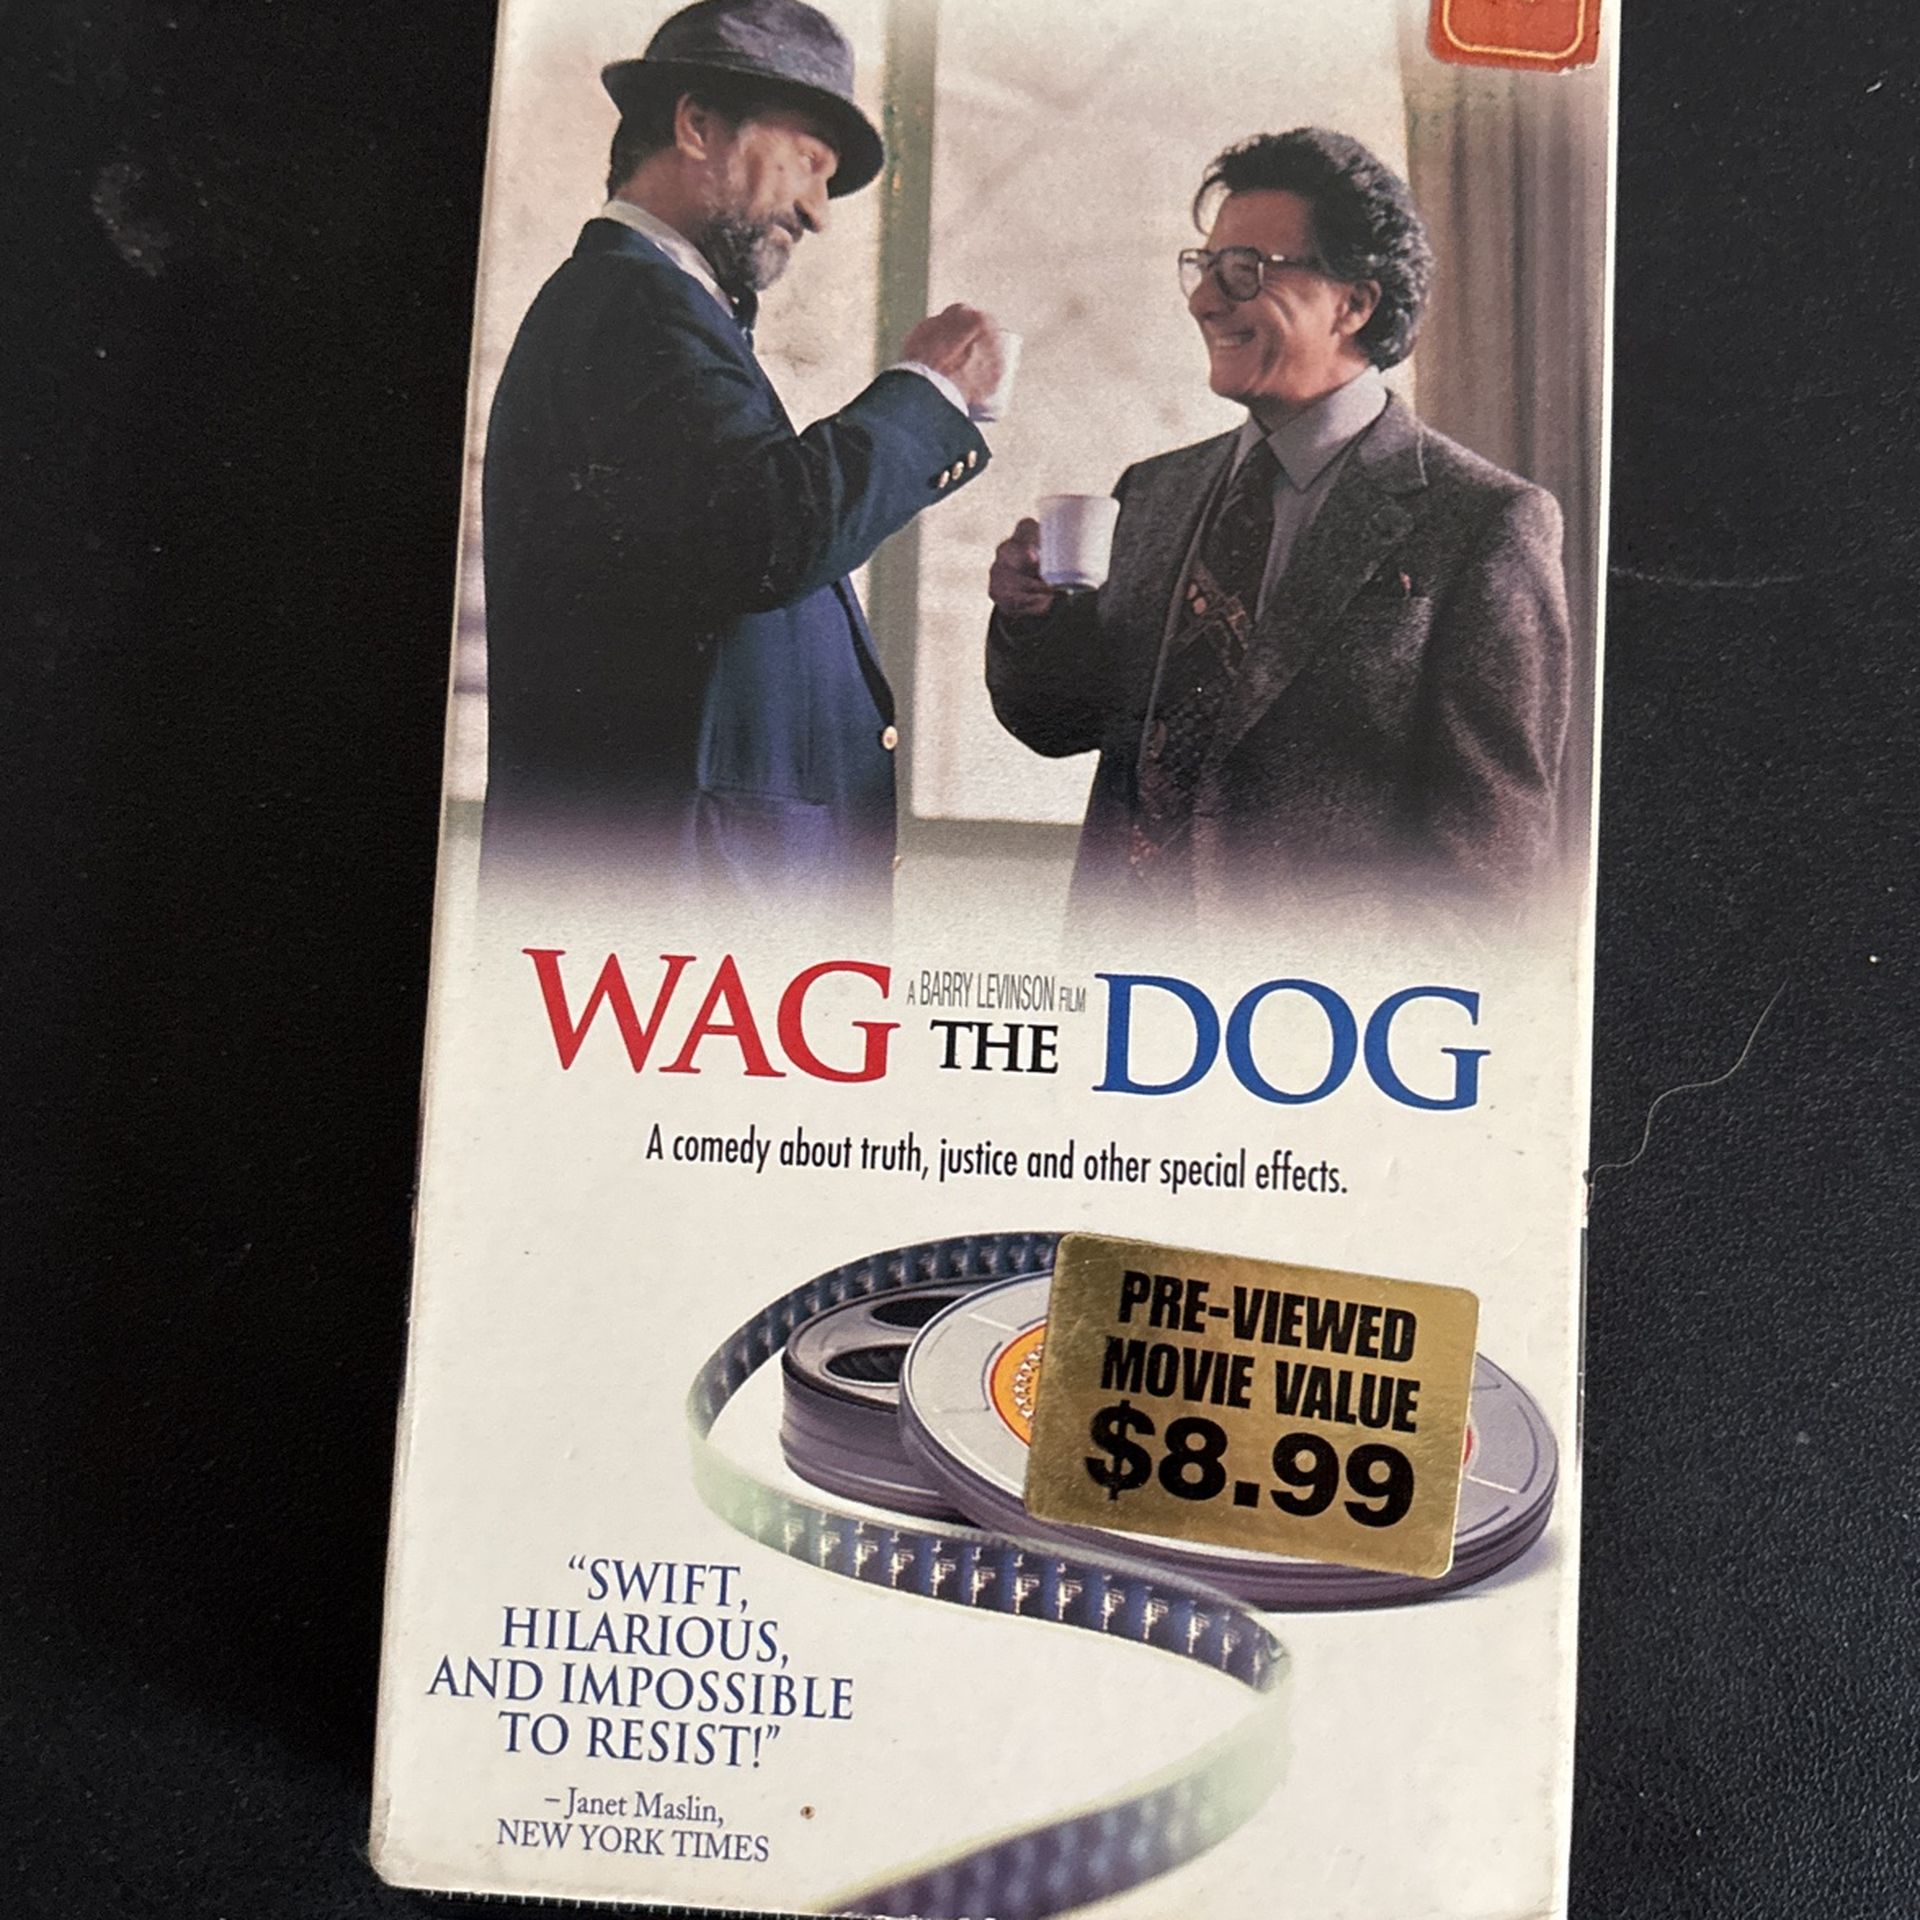 WAG THE DOG
A BARRY LEVINSON FILM
A comedy about truth, justice and other special effects.
PRE-VIEWED
MOVIE VALUE
$8.99
“SWIFT,
HILARIOUS,
AND IMPOSSIBLE
TO RESIST!”
– Janet Maslin,
NEW YORK TIMES